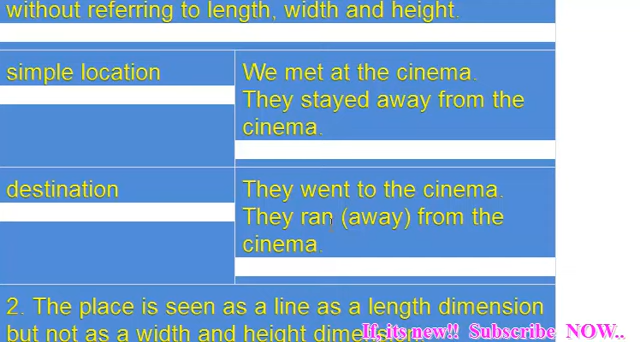 without referring to length, width and height.
simple location
We met at the cinema.
They stayed away from the
cinema.
destination
They went to the cinema.
They ran (away) from the
cinema.
2. The place is seen as a line as a length dimension
but not as a width and height dimension
If, its new!! Subscribe NOW..